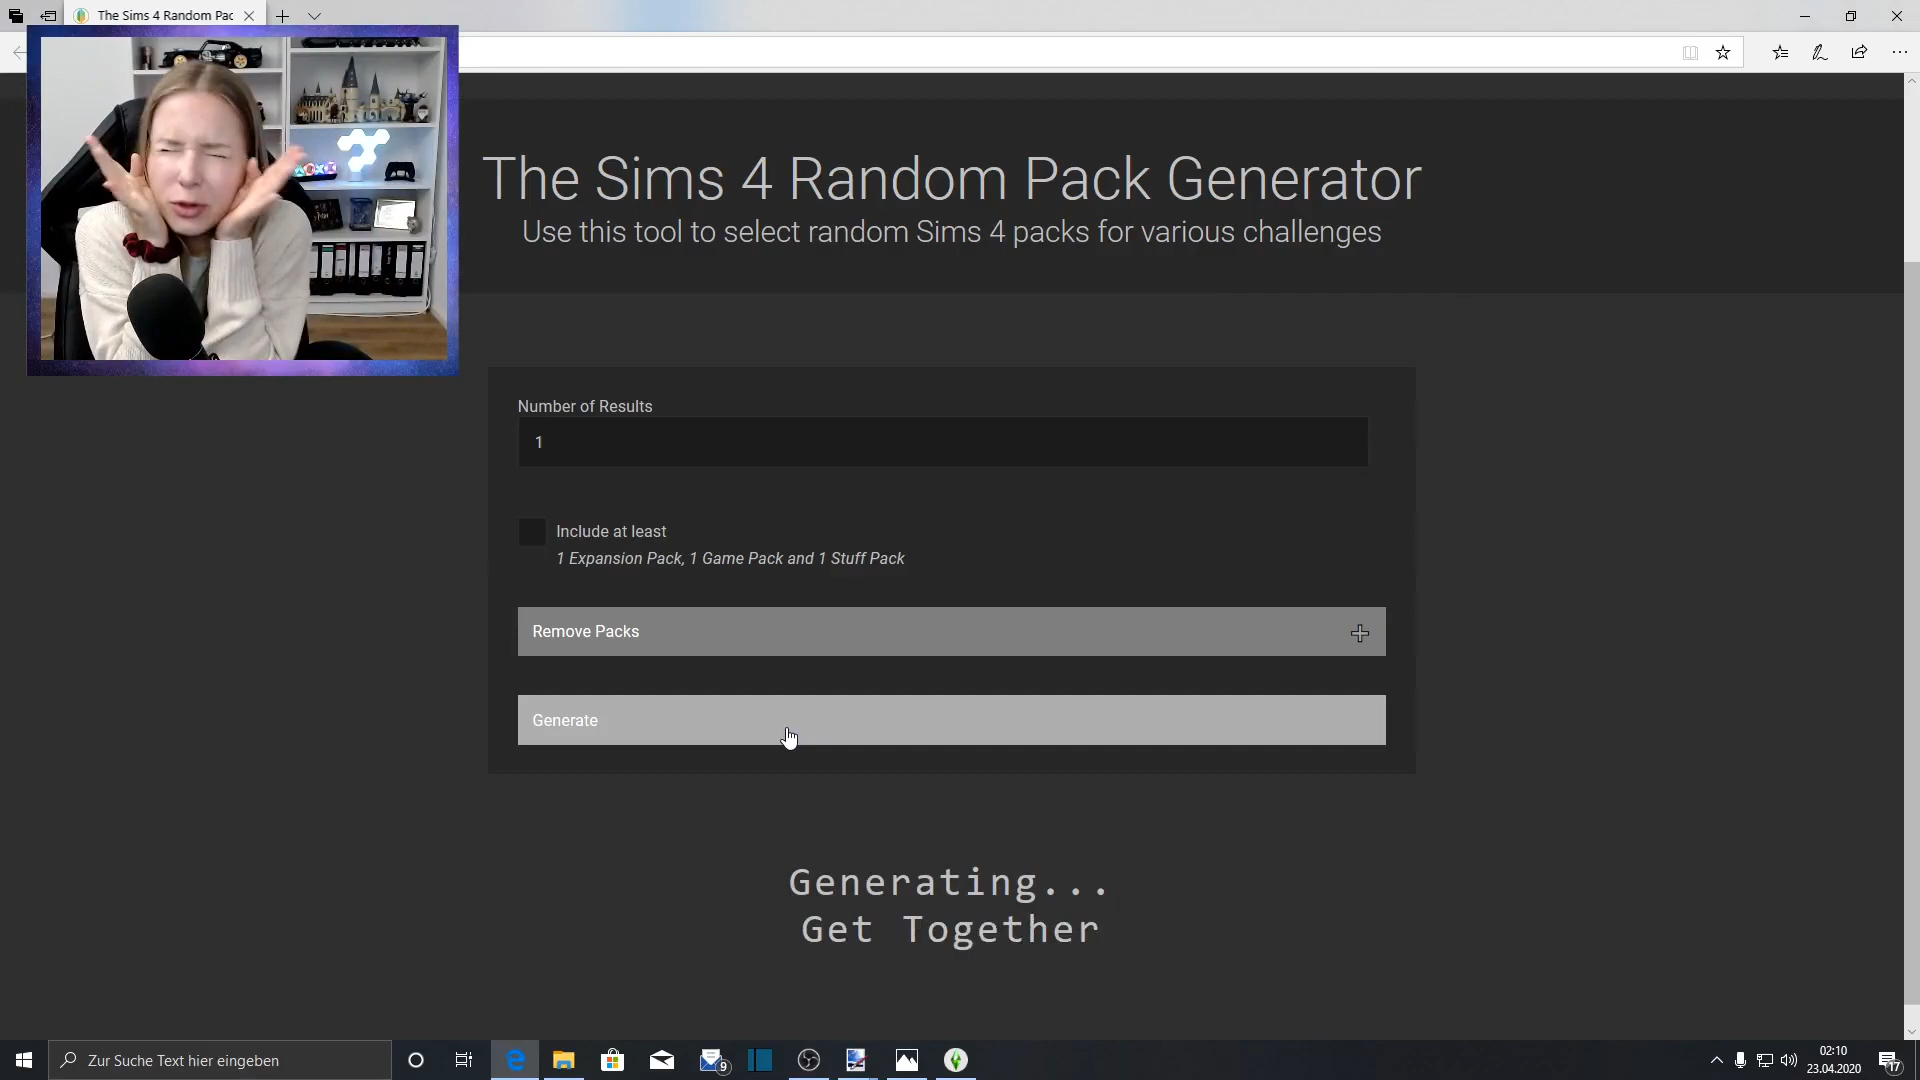 The Sims 4 Random Pac
The Sims 4 Random Pack Generator
Use this tool to select random Sims 4 packs for various challenges
Number of Results
1
Include at least
1 Expansion Pack, 1 Game Pack and 1 Stuff Pack
Remove Packs
Generate
Generating...
Get Together
Zur Suche Text hier eingeben
9
02:10
23.04.2020
17